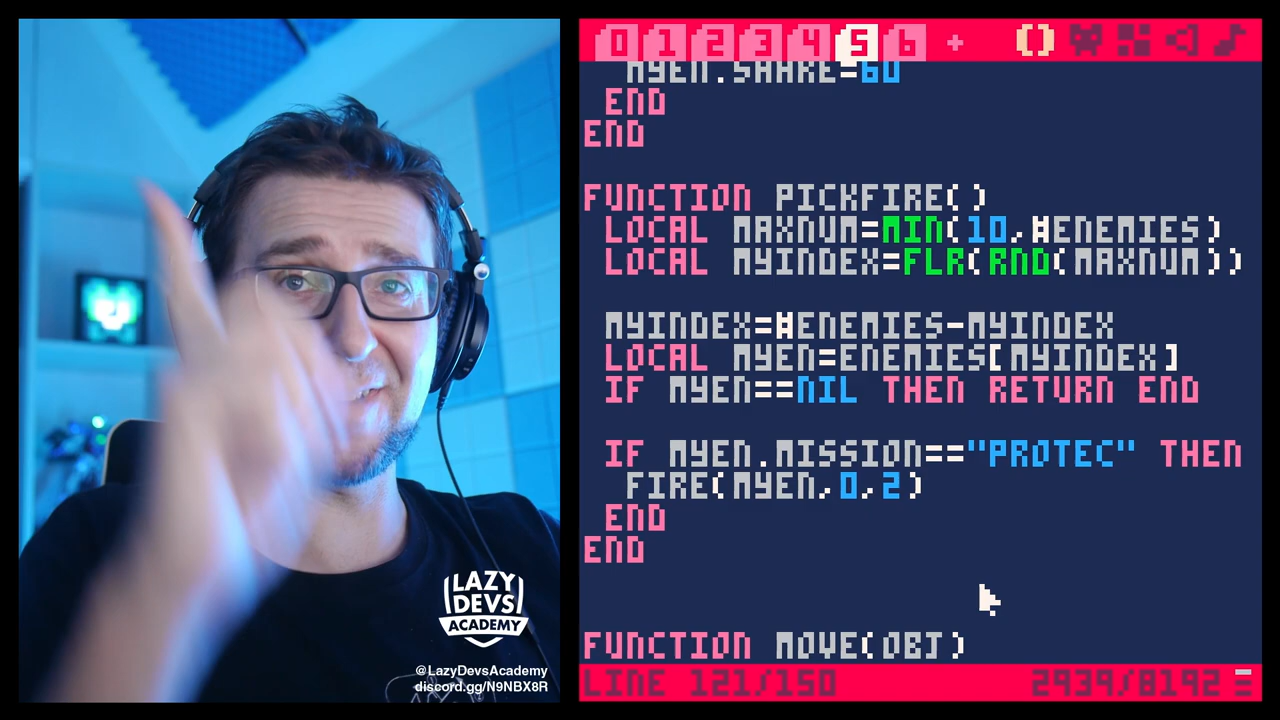 LAZY
DEVS
ACADEMY
@LazyDevsAcademy
discord.gg/N9NBX8R
0 1 2 3 4 5 6 +
MYEN.SHAKE=60
END
END
FUNCTION PICKFIRE()
LOCAL MAXNUM=MIN(10,#ENEMIES)
LOCAL MYINDEX=FLR(RND(MAXNUM))
MYINDEX=#ENEMIES-MYINDEX
LOCAL MYEN=ENEMIES[MYINDEX]
IF MYEN==NIL THEN RETURN END
IF MYEN.MISSION=="PROTEC" THEN
FIRE(MYEN,0,2)
END
END
FUNCTION MOVE(OBJ)
LINE 121/150
2939/8192